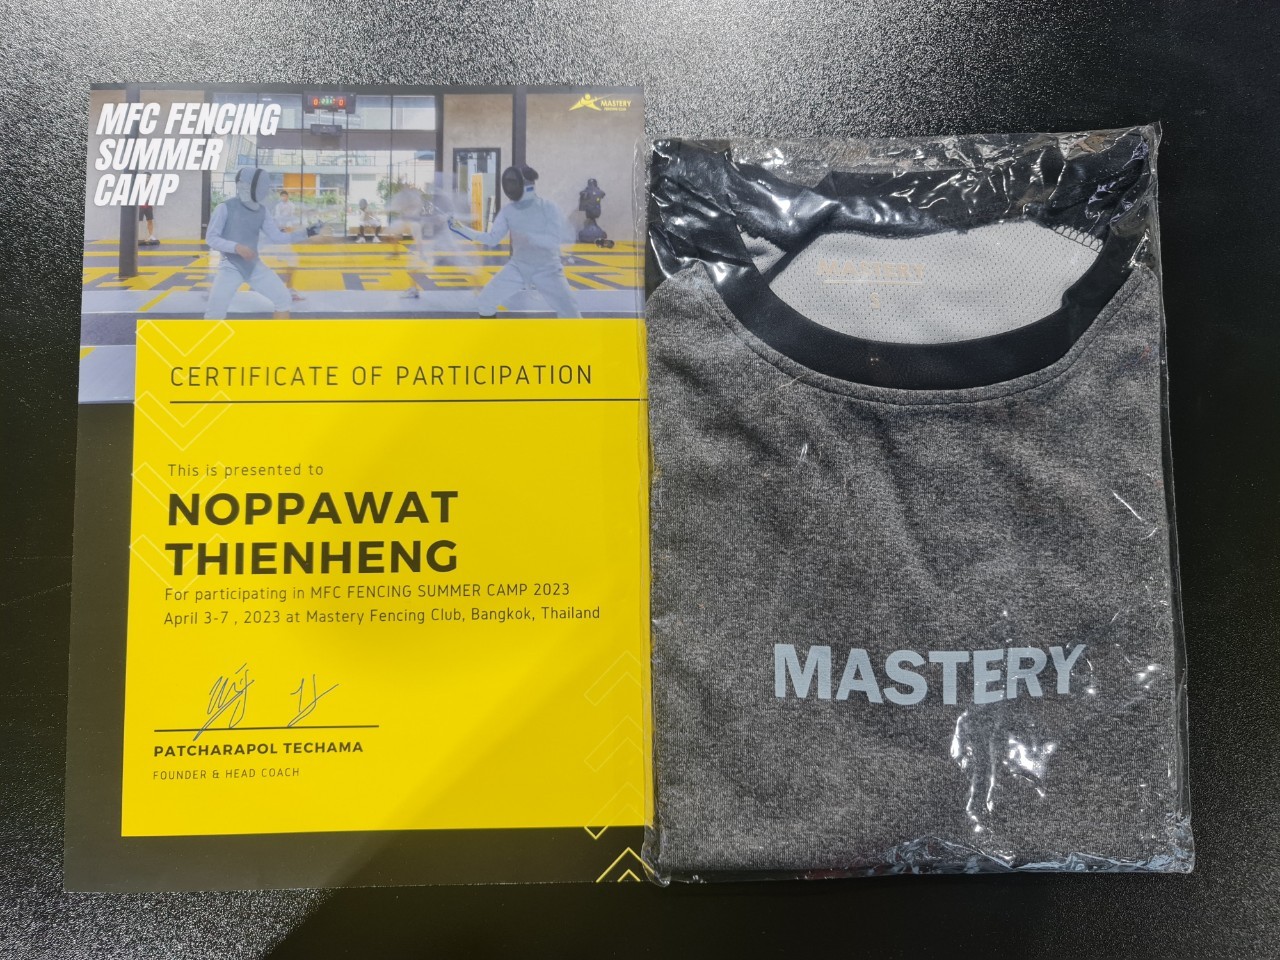 MFC FENCING
SUMMER
CAMP
MASTERY
FENCING CLUB
CERTIFICATE OF PARTICIPATION
This is presented to
NOPPAWAT
THIENHENG
For participating in MFC FENCING SUMMER CAMP 2023
April 3-7 , 2023 at Mastery Fencing Club, Bangkok, Thailand
PATCHARAPOL TECHAMA
FOUNDER & HEAD COACH
MASTERY
MASTERY